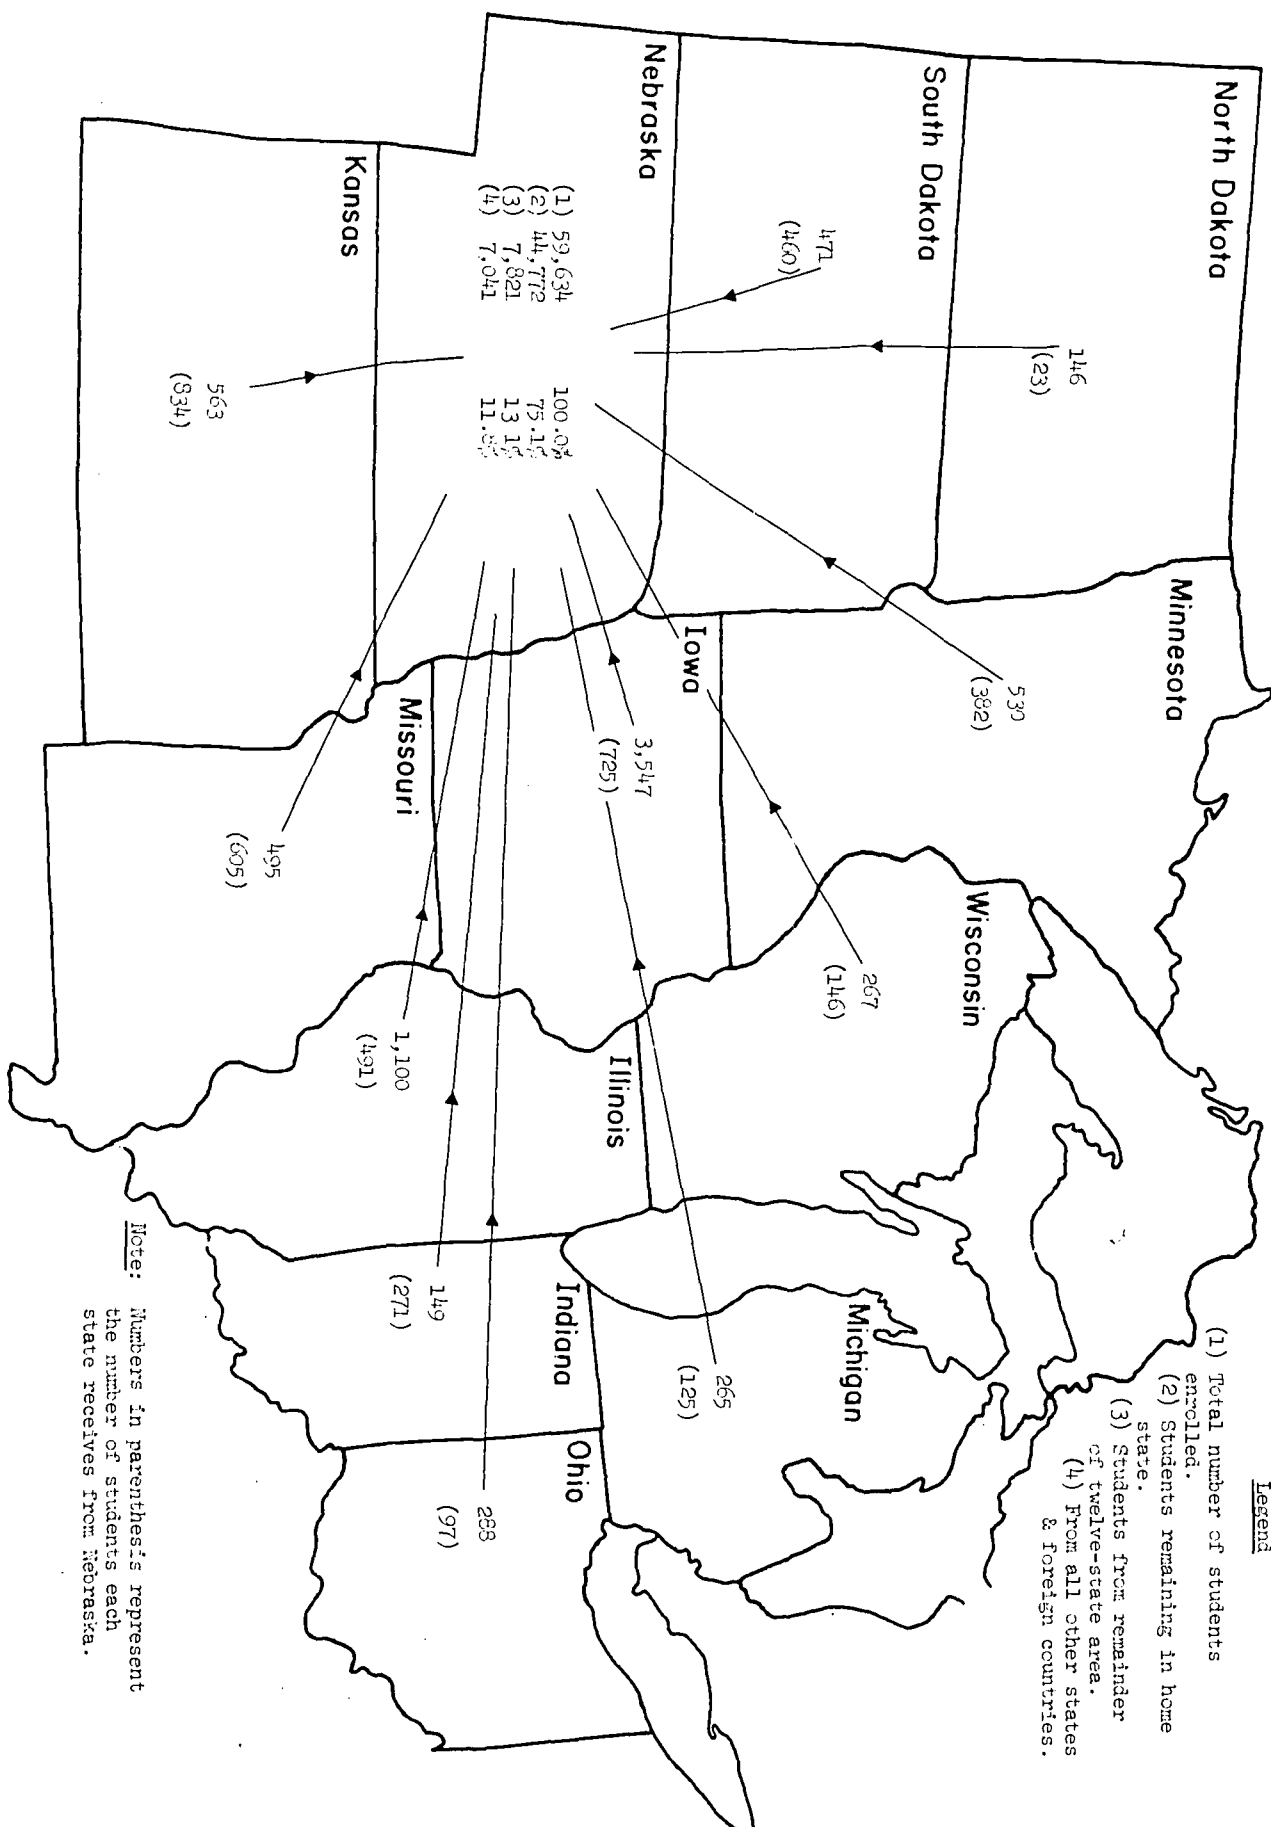 Legend
(1) Total number of students
enrolled.
(2) Students remaining in home
state.
(3) Students from remainder
of twelve-state area.
(4) From all other states
& foreign countries.
North Dakota
146
(23)
Minnesota
530
(382)
South Dakota
471
(460)
Wisconsin
267
(146)
Michigan
265
(125)
Nebraska
(1) 59,634 100.0%
(2) 44,772 75.1%
(3) 7,821 13.1%
(4) 7,041 11.8%
Iowa
3,547
(725)
Illinois
1,100
(491)
Indiana
149
(271)
Ohio
288
(97)
Kansas
563
(834)
Missouri
495
(605)
Note: Numbers in parenthesis represent
the number of students each
state receives from Nebraska.